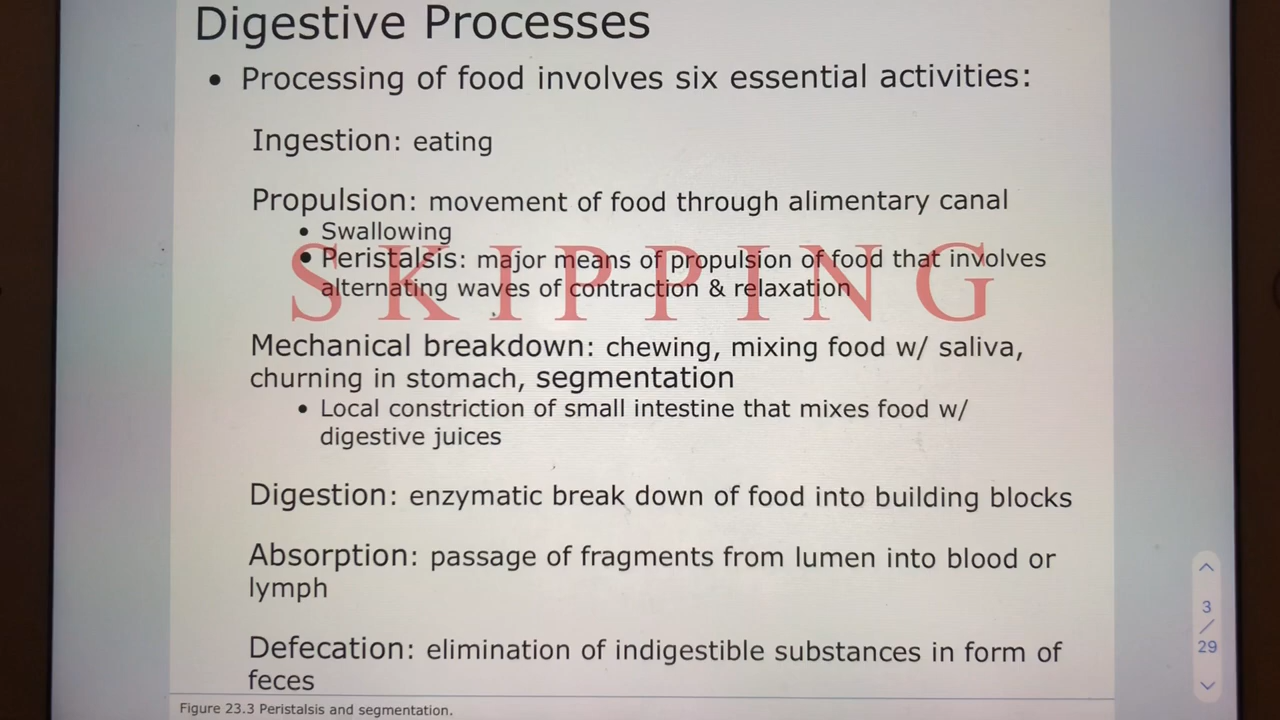 Digestive Processes
• Processing of food involves six essential activities:
Ingestion: eating
Propulsion: movement of food through alimentary canal
• Swallowing
• Peristalsis: major means of propulsion of food that involves
alternating waves of contraction & relaxation
SKIPPING
Mechanical breakdown: chewing, mixing food w/ saliva,
churning in stomach, segmentation
• Local constriction of small intestine that mixes food w/
digestive juices
Digestion: enzymatic break down of food into building blocks
Absorption: passage of fragments from lumen into blood or
lymph
Defecation: elimination of indigestible substances in form of
feces
Figure 23.3 Peristalsis and segmentation.
3
/
29